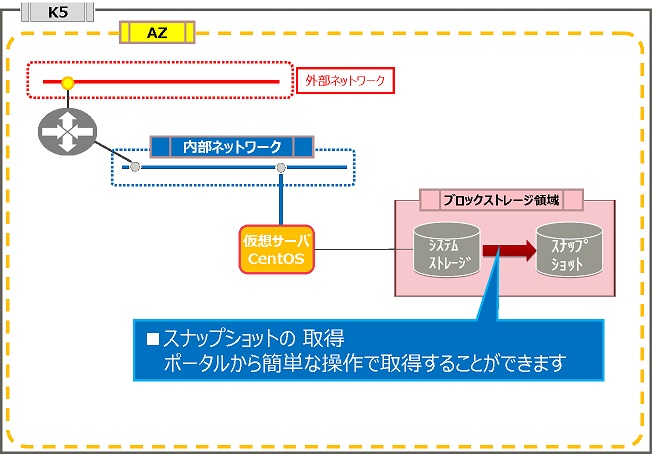 K5
AZ
外部ネットワーク
内部ネットワーク
ブロックストレージ領域
仮想サーバ
CentOS
システム
ストレージ
スナップ
ショット
■スナップショットの 取得
ポータルから簡単な操作で取得することができます